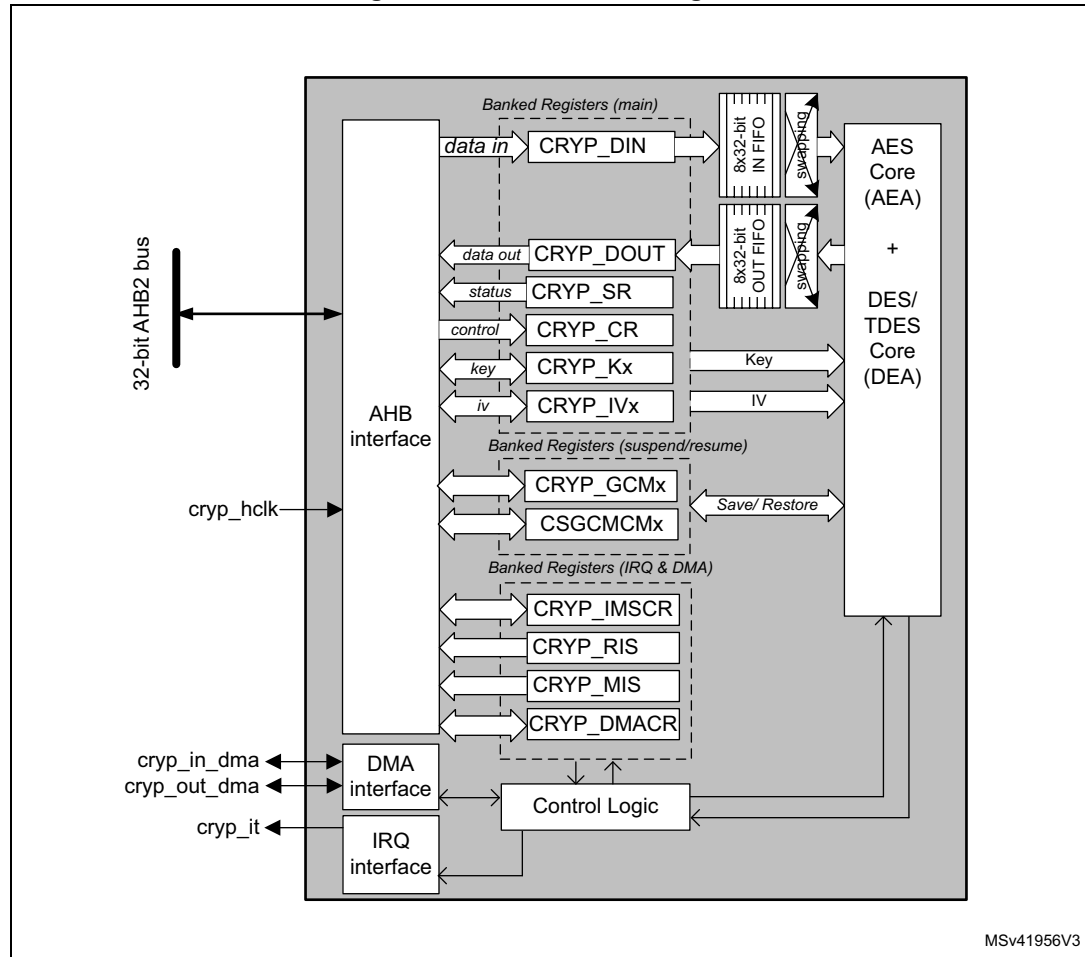 Banked Registers (main)
data in
CRYP_DIN
8x32-bit
IN FIFO
swapping
AES
Core
(AEA)
+
DES/
TDES
Core
(DEA)
data out
CRYP_DOUT
8x32-bit
OUT FIFO
swapping
status
CRYP_SR
control
CRYP_CR
key
CRYP_Kx
Key
iv
CRYP_IVx
IV
32-bit AHB2 bus
AHB
interface
Banked Registers (suspend/resume)
CRYP_GCMx
CSGCMCMx
Save/ Restore
cryp_hclk
Banked Registers (IRQ & DMA)
CRYP_IMSCR
CRYP_RIS
CRYP_MIS
CRYP_DMACR
cryp_in_dma
cryp_out_dma
DMA
interface
Control Logic
cryp_it
IRQ
interface
MSv41956V3